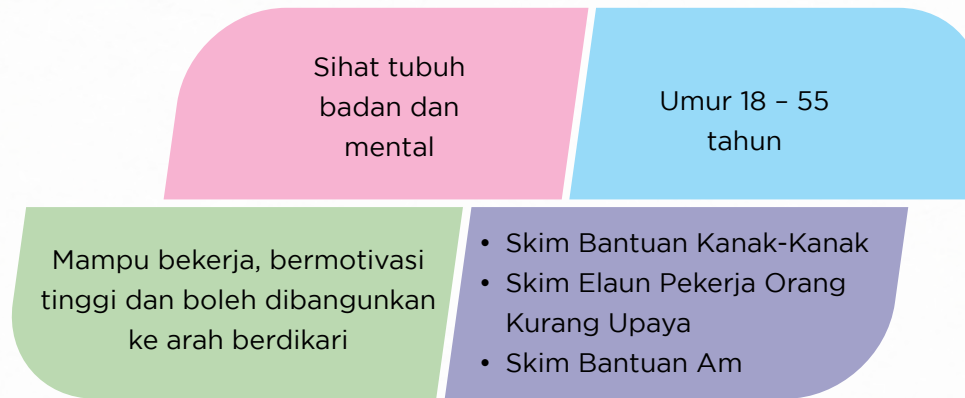 Sihat tubuh
badan dan
mental
Umur 18 – 55
tahun
Mampu bekerja, bermotivasi
tinggi dan boleh dibangunkan
ke arah berdikari
• Skim Bantuan Kanak-Kanak
• Skim Elaun Pekerja Orang
Kurang Upaya
• Skim Bantuan Am